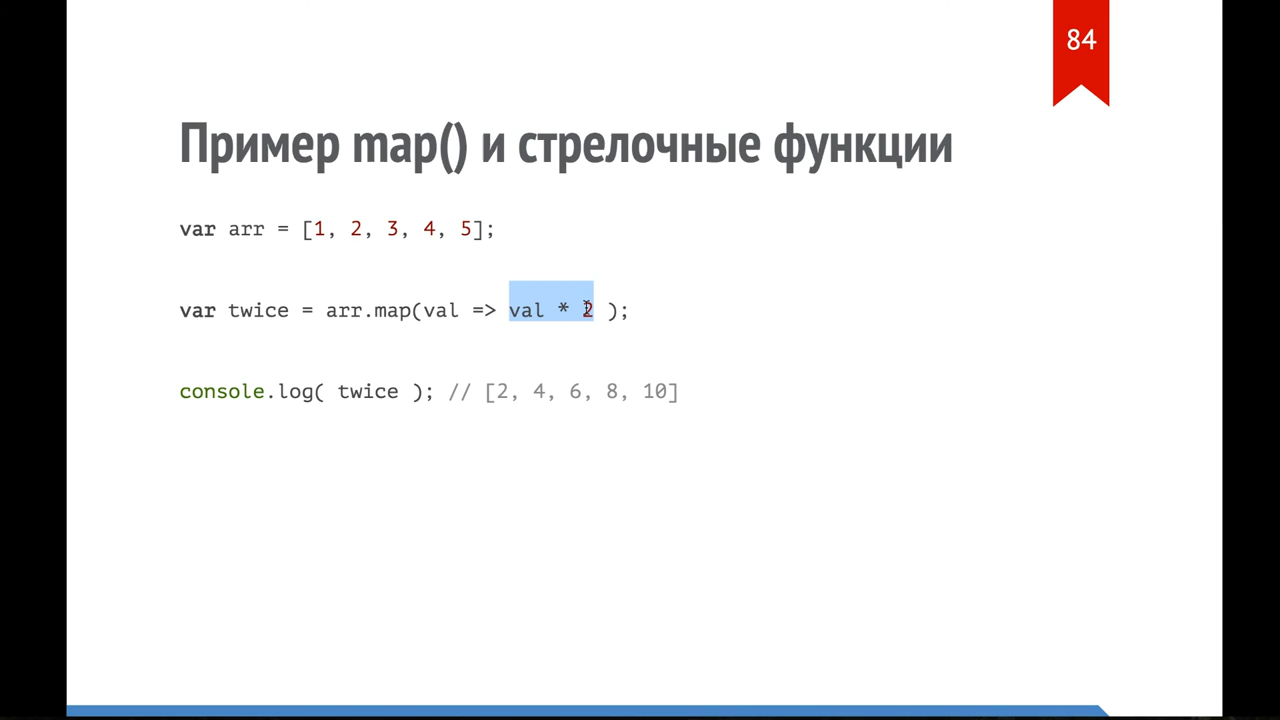 84
Пример map() и стрелочные функции
var arr = [1, 2, 3, 4, 5];
var twice = arr.map(val => val * 2 );
console.log( twice ); // [2, 4, 6, 8, 10]